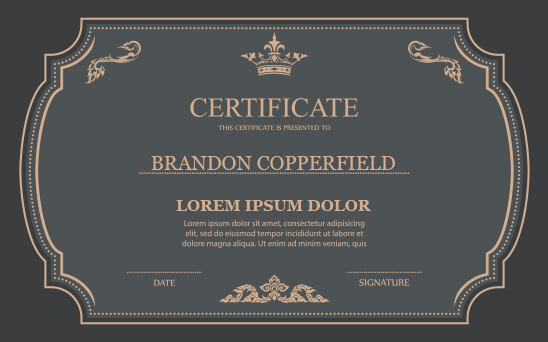 CERTIFICATE
THIS CERTIFICATE IS PRESENTED TO
BRANDON COPPERFIELD
LOREM IPSUM DOLOR
Lorem ipsum dolor sit amet, consectetur adipisicing
elit, sed do eiusmod tempor incididunt ut labore et
dolore magna aliqua. Ut enim ad minim veniam, quis
DATE
SIGNATURE